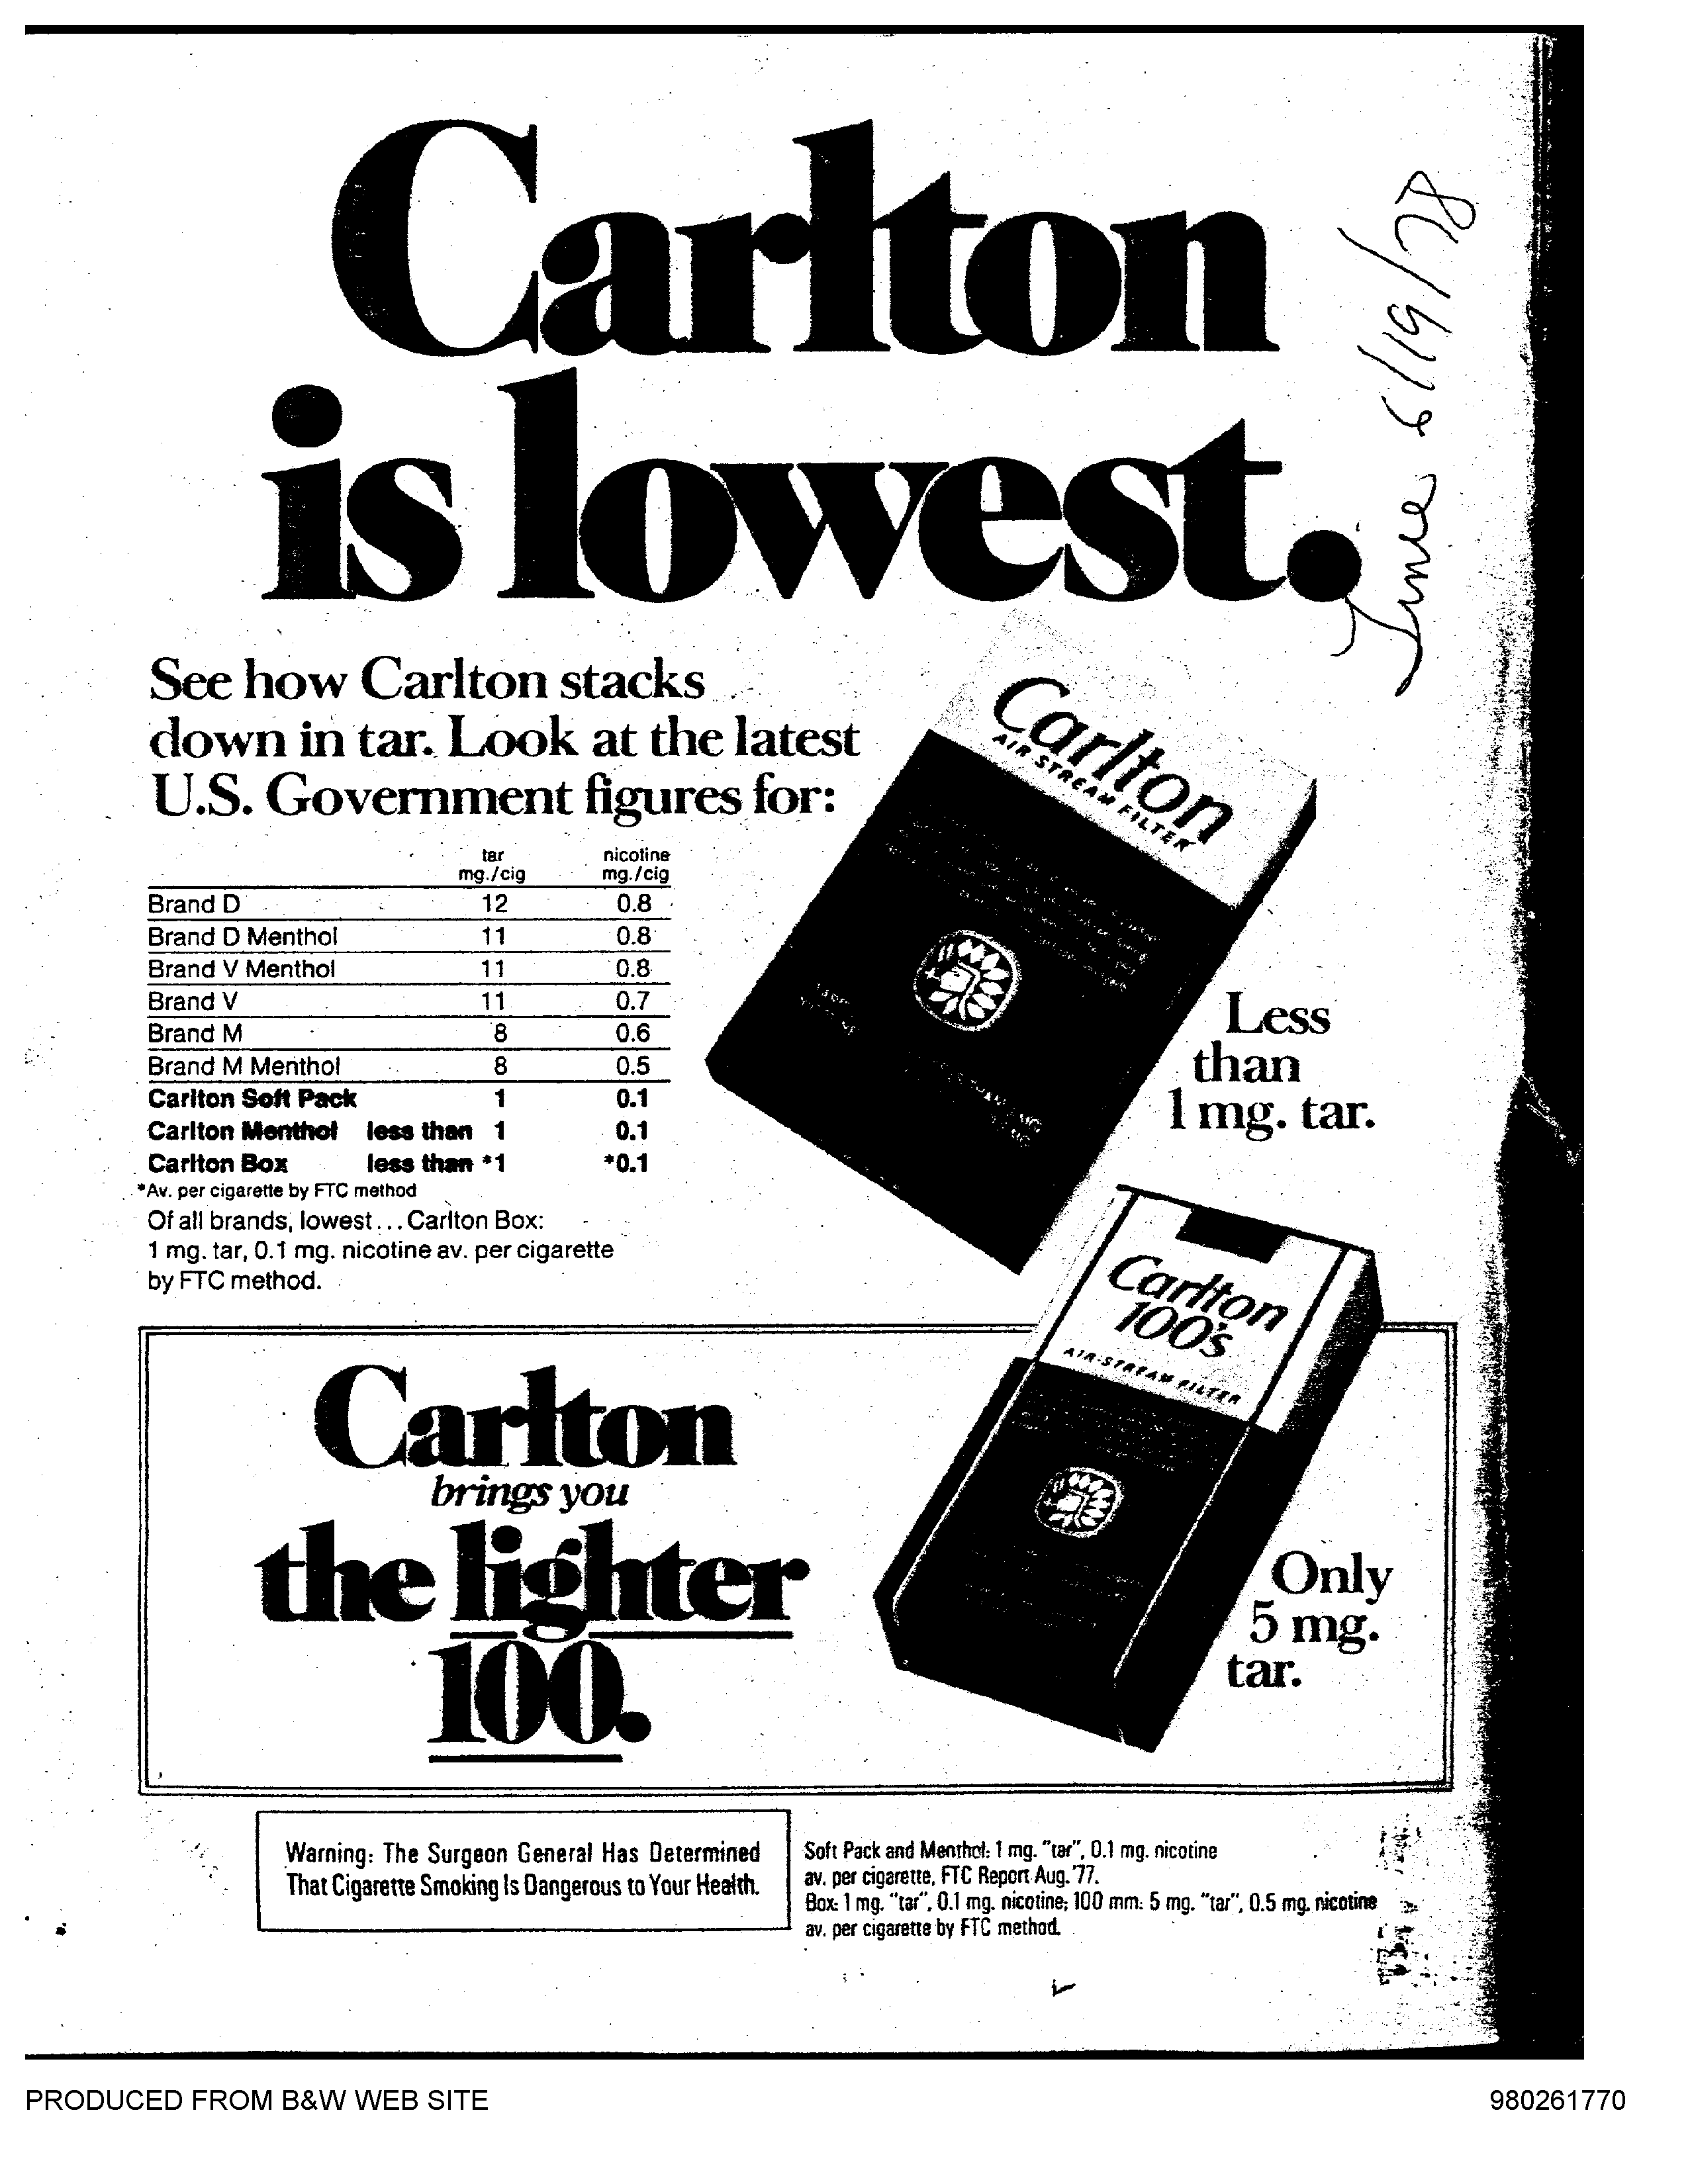 Carlton
is lowest.
Time 6/19/78
See how Carlton stacks
down in tar. Look at the latest
U.S. Government figures for:
tar nicotine
mg./cig mg./cig
Brand D 12 0.8
Brand D Menthol 11 0.8
Brand V Menthol 11 0.8
Brand V 11 0.7
Brand M 8 0.6
Brand M Menthol 8 0.5
Carlton Soft Pack 1 0.1
Carlton Menthol less than 1 0.1
Carlton Box less than *1 *0.1
*Av. per cigarette by FTC method
Of all brands, lowest...Carlton Box:
1 mg. tar, 0.1 mg. nicotine av. per cigarette
by FTC method.
Carlton
AIR-STREAM FILTER
Less
than
1 mg. tar.
Carlton
100's
AIR-STREAM FILTER
Carlton
brings you
the lighter
100.
Only
5 mg.
tar.
Warning: The Surgeon General Has Determined
That Cigarette Smoking Is Dangerous to Your Health.
Soft Pack and Menthol: 1 mg. "tar", 0.1 mg. nicotine
av. per cigarette, FTC Report Aug. '77.
Box: 1 mg. "tar", 0.1 mg. nicotine; 100 mm: 5 mg. "tar", 0.5 mg. nicotine
av. per cigarette by FTC method.
PRODUCED FROM B&W WEB SITE
980261770